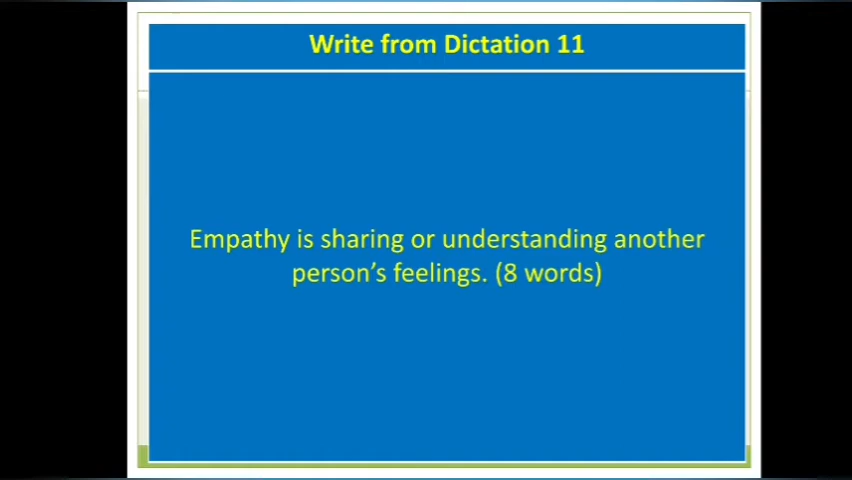 Write from Dictation 11
Empathy is sharing or understanding another
person’s feelings. (8 words)